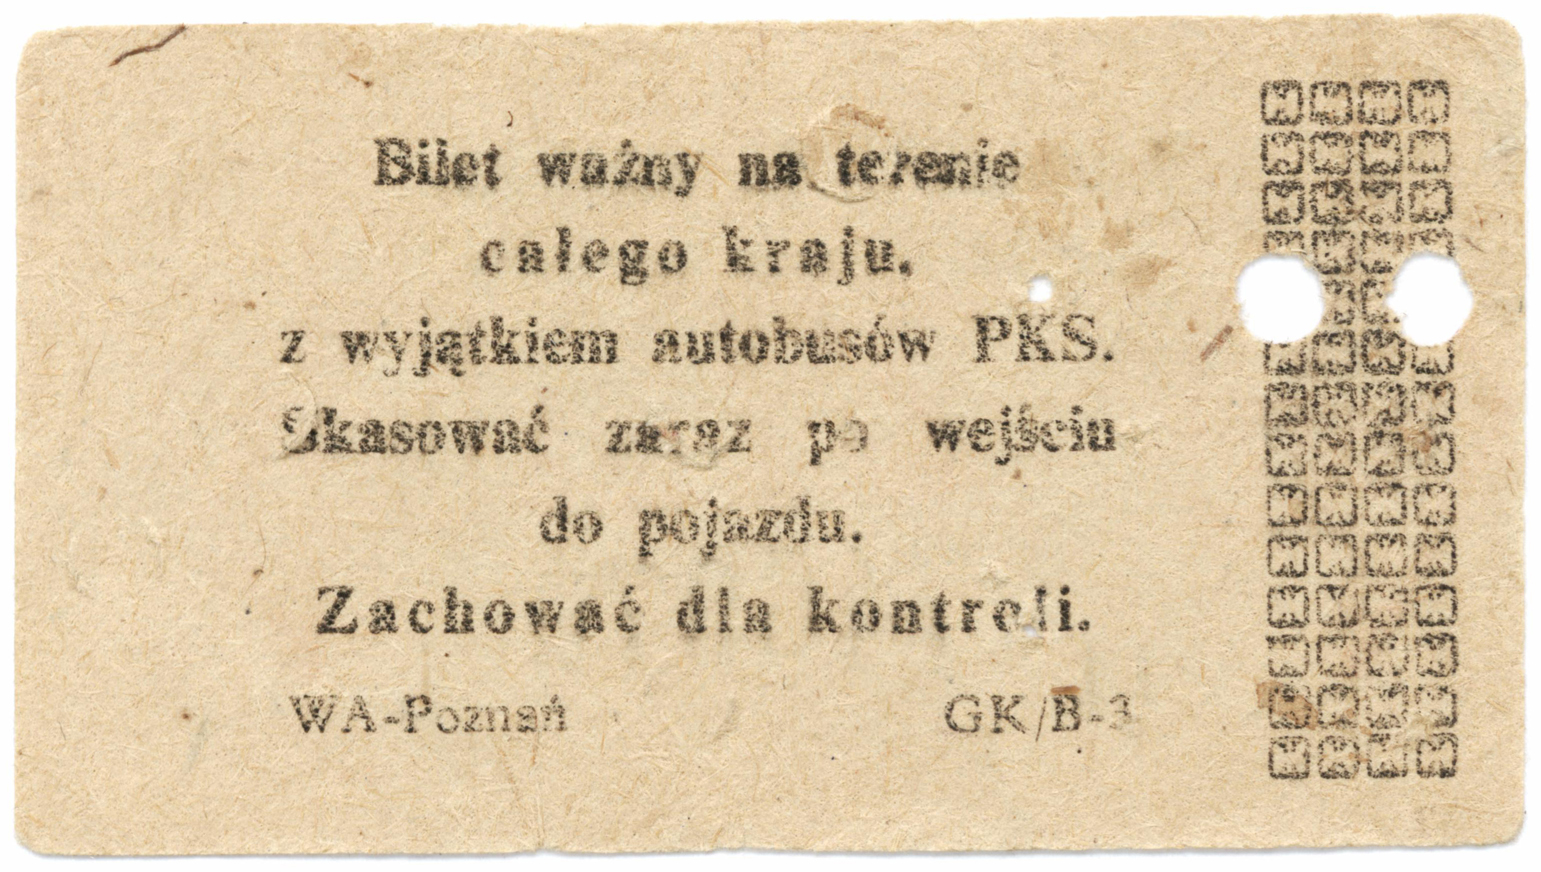 Bilet ważny na terenie
całego kraju,
z wyjątkiem autobusów PKS.
Skasować zaraz po wejściu
do pojazdu.
Zachować dla kontroli.
WA-Poznań GK/B-3